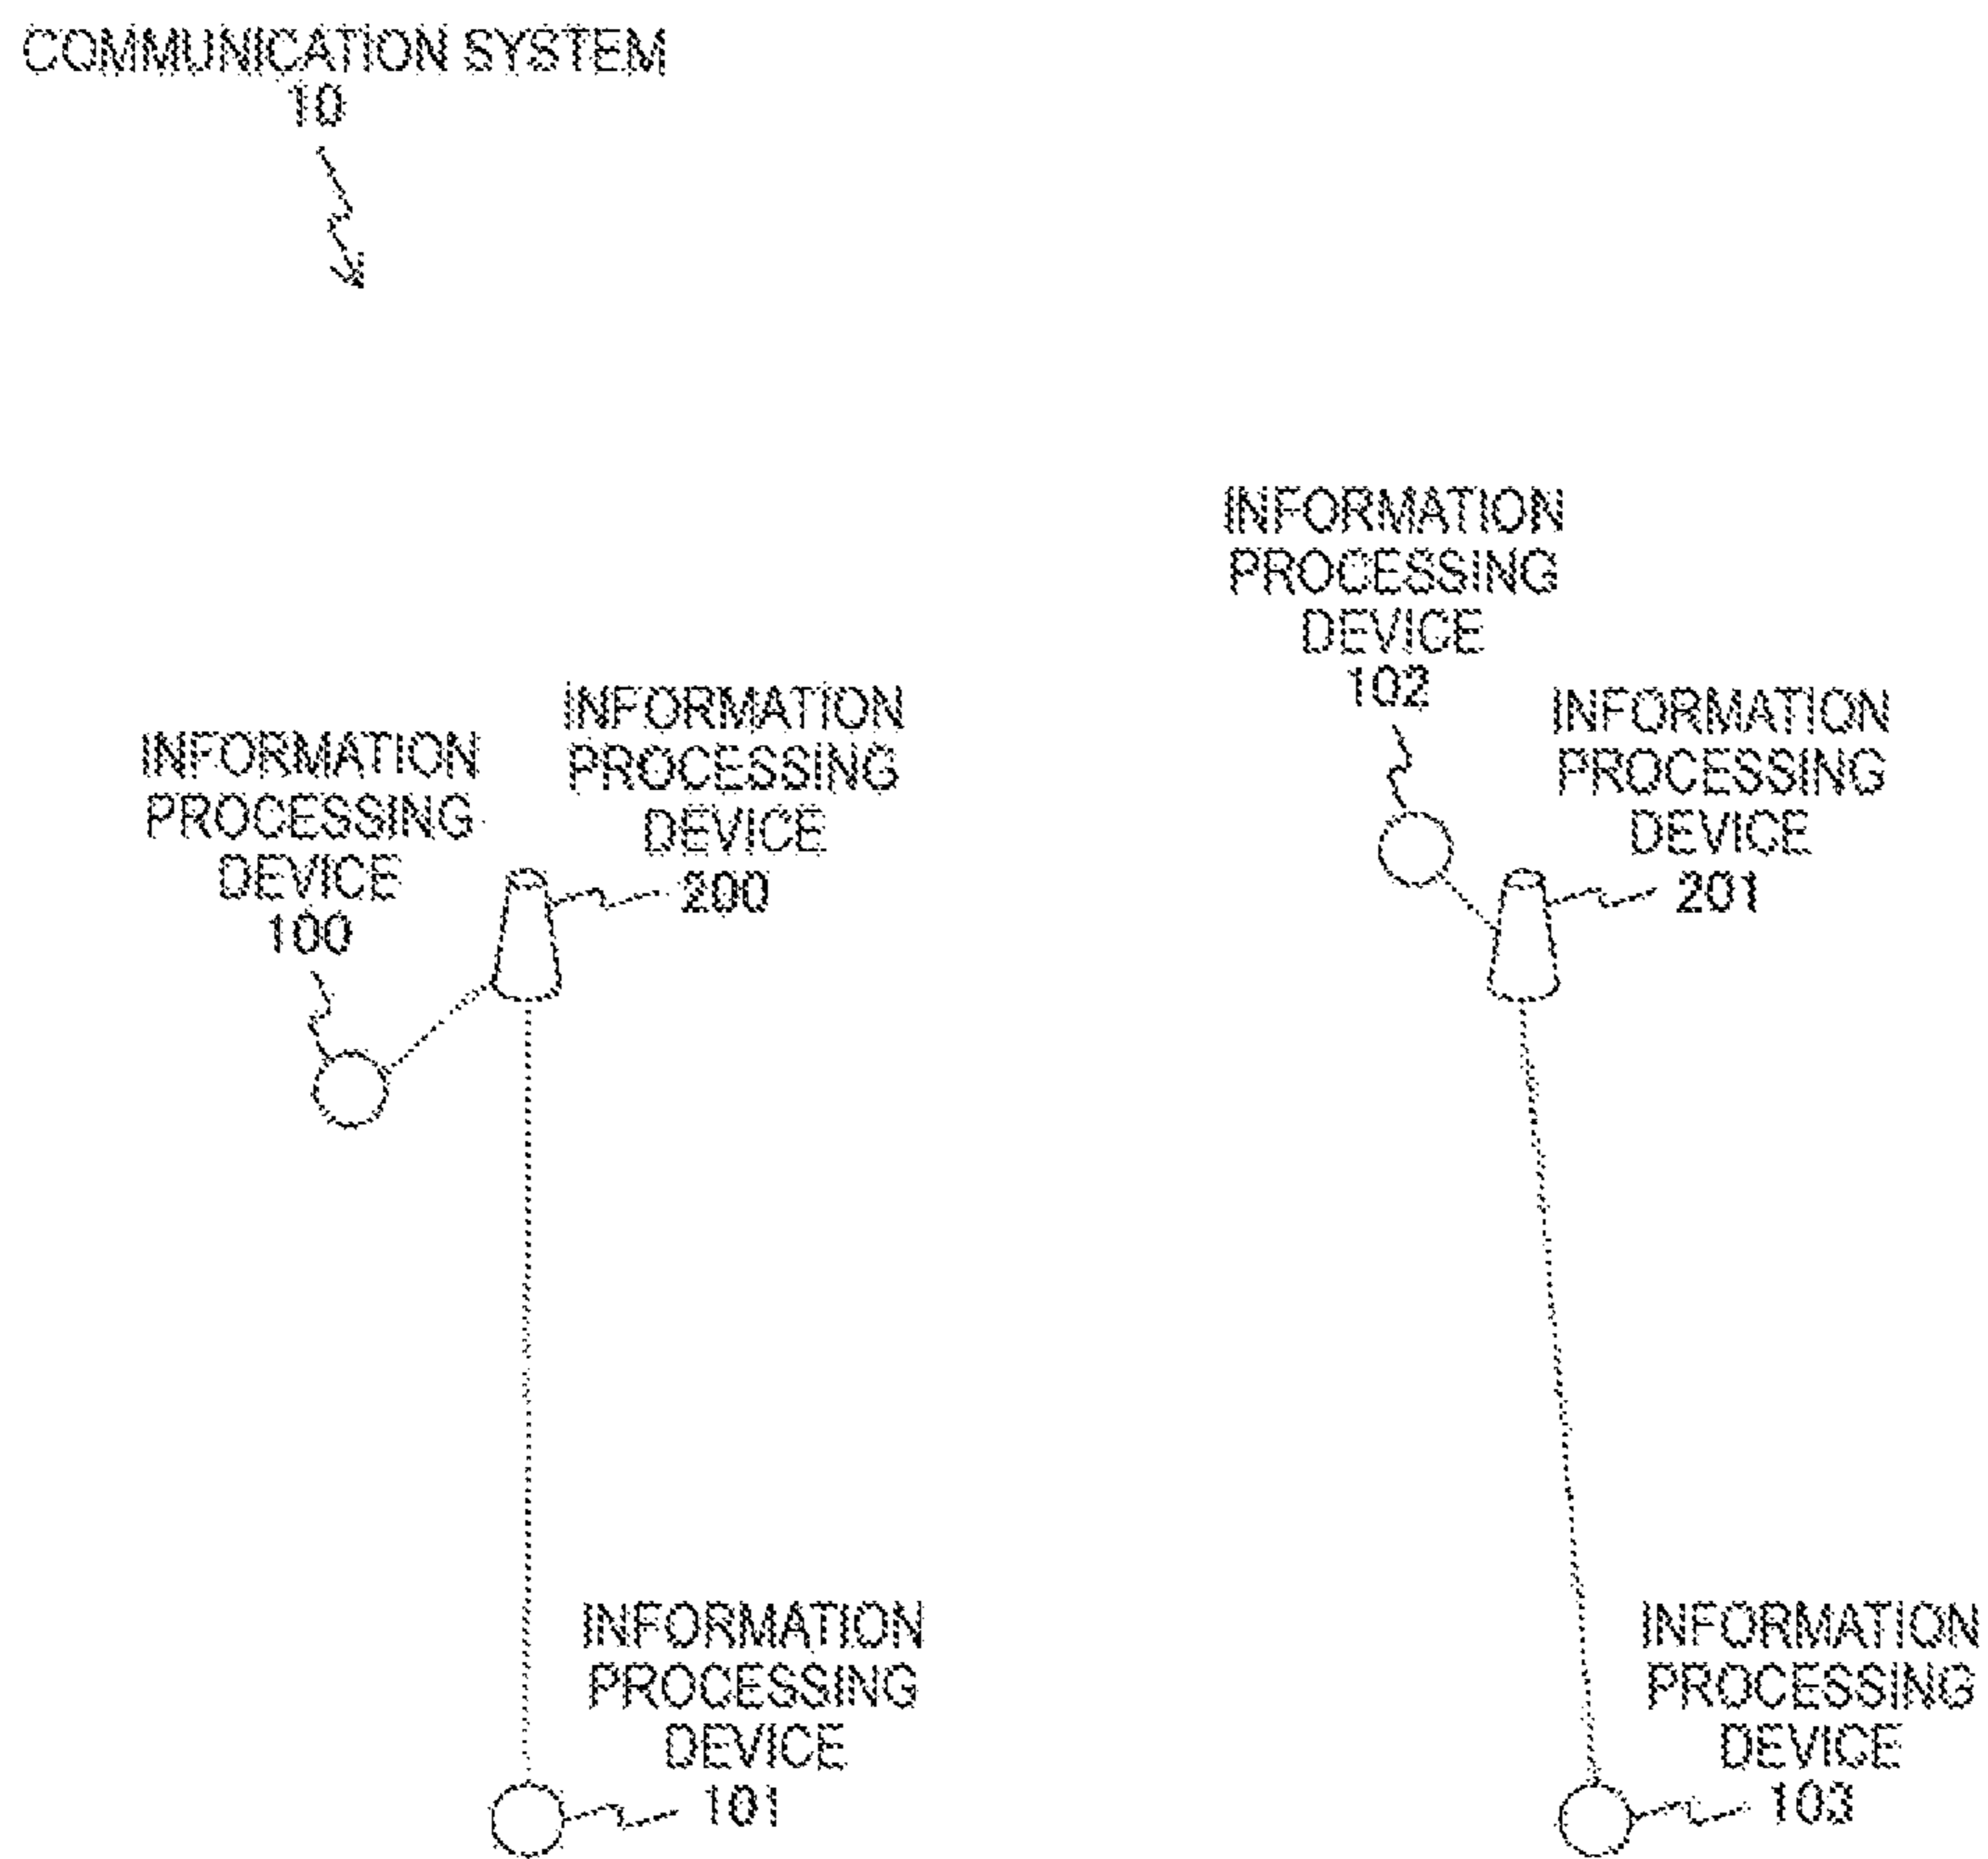 COMMUNICATION SYSTEM
10
INFORMATION
PROCESSING
DEVICE
100
INFORMATION
PROCESSING
DEVICE
200
INFORMATION
PROCESSING
DEVICE
102
INFORMATION
PROCESSING
DEVICE
201
INFORMATION
PROCESSING
DEVICE
101
INFORMATION
PROCESSING
DEVICE
103